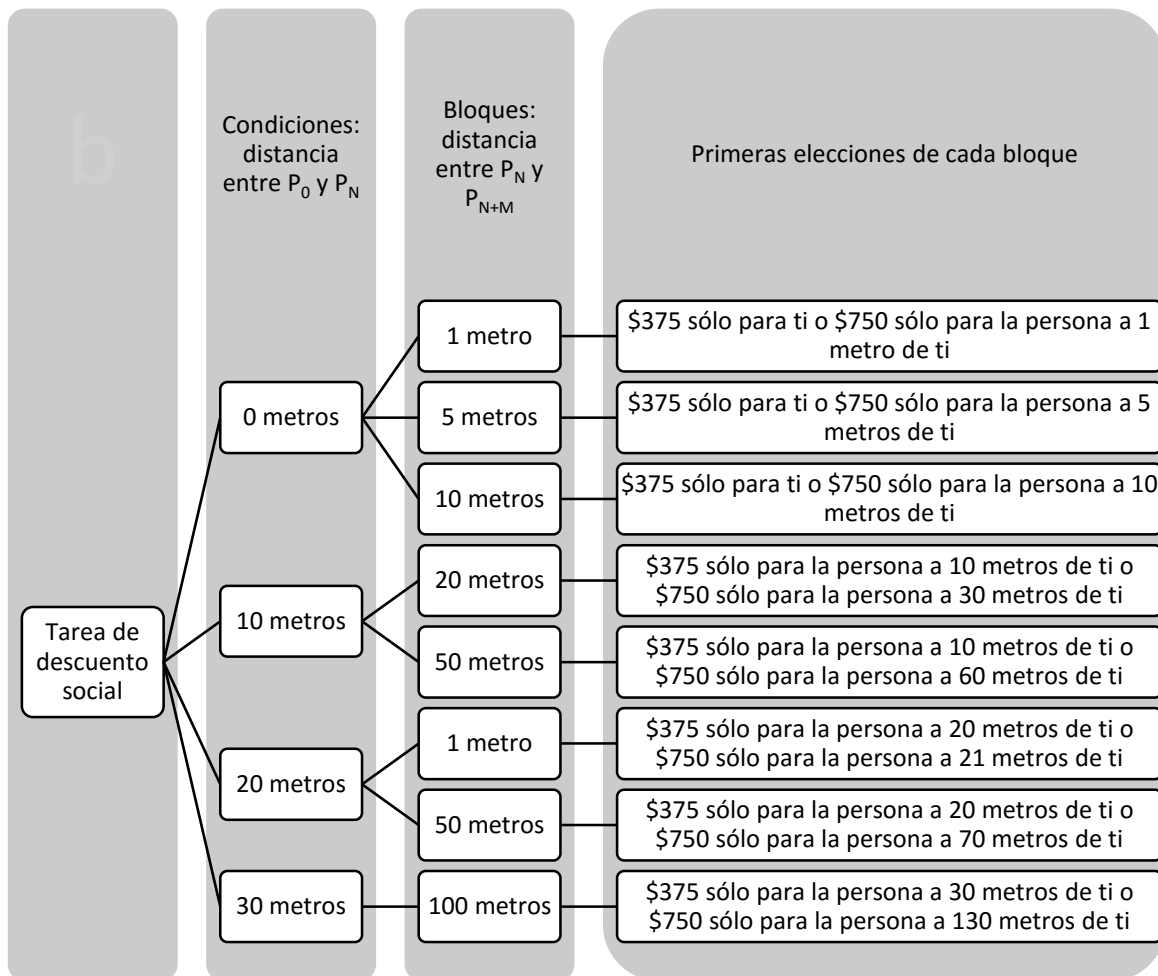 b
Condiciones:
distancia
entre P₀ y P_N
Bloques:
distancia
entre P_N y
P_{N+M}
Primeras elecciones de cada bloque
Tarea de
descuento
social
0 metros
1 metro
$375 sólo para ti o $750 sólo para la persona a 1
metro de ti
5 metros
$375 sólo para ti o $750 sólo para la persona a 5
metros de ti
10 metros
$375 sólo para ti o $750 sólo para la persona a 10
metros de ti
10 metros
20 metros
$375 sólo para la persona a 10 metros de ti o
$750 sólo para la persona a 30 metros de ti
50 metros
$375 sólo para la persona a 10 metros de ti o
$750 sólo para la persona a 60 metros de ti
20 metros
1 metro
$375 sólo para la persona a 20 metros de ti o
$750 sólo para la persona a 21 metros de ti
50 metros
$375 sólo para la persona a 20 metros de ti o
$750 sólo para la persona a 70 metros de ti
30 metros
100 metros
$375 sólo para la persona a 30 metros de ti o
$750 sólo para la persona a 130 metros de ti